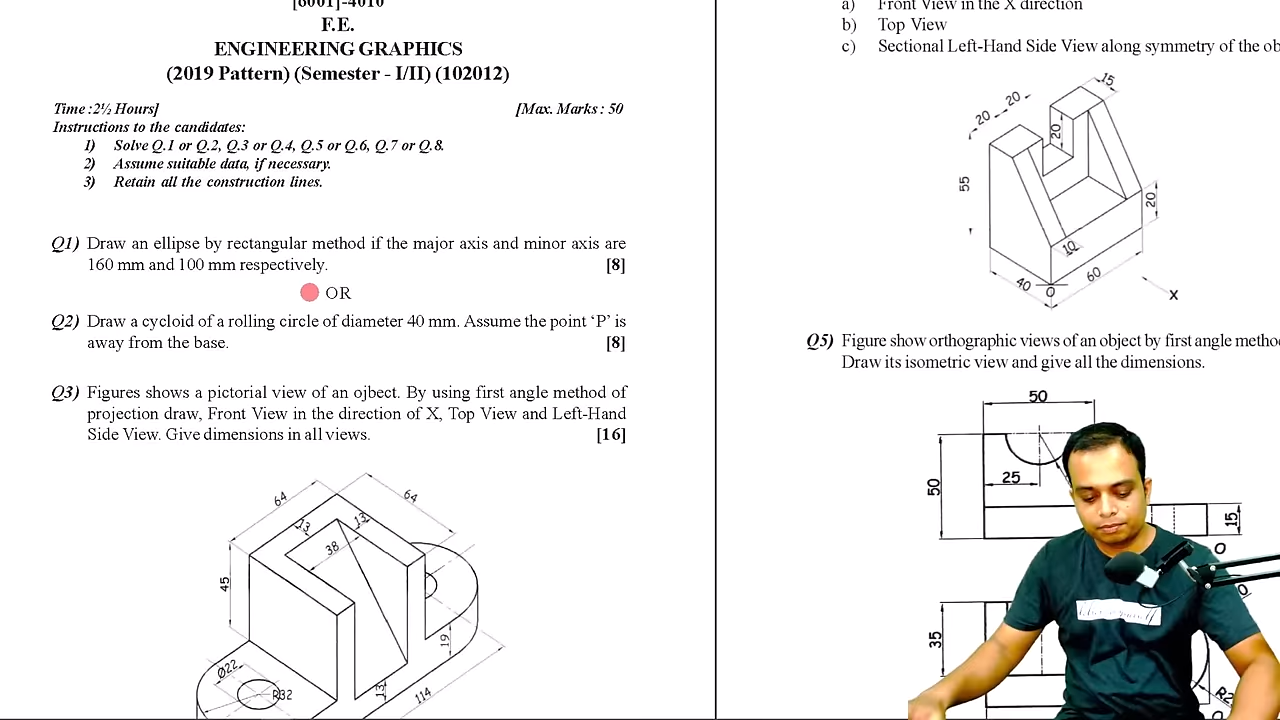 [6001]-4010
F.E.
ENGINEERING GRAPHICS
(2019 Pattern) (Semester - I/II) (102012)
Time :2½ Hours] [Max. Marks : 50
Instructions to the candidates:
1) Solve Q.1 or Q.2, Q.3 or Q.4, Q.5 or Q.6, Q.7 or Q.8.
2) Assume suitable data, if necessary.
3) Retain all the construction lines.
Q1) Draw an ellipse by rectangular method if the major axis and minor axis are
160 mm and 100 mm respectively. [8]
OR
Q2) Draw a cycloid of a rolling circle of diameter 40 mm. Assume the point ‘P’ is
away from the base. [8]
Q3) Figures shows a pictorial view of an ojbect. By using first angle method of
projection draw, Front View in the direction of X, Top View and Left-Hand
Side View. Give dimensions in all views. [16]
64
64
13
13
38
45
19
Ø22
R32
13
114
a) Front View in the X direction
b) Top View
c) Sectional Left-Hand Side View along symmetry of the ob
15
20
20
20
55
20
10
40
O
60
X
Q5) Figure show orthographic views of an object by first angle metho
Draw its isometric view and give all the dimensions.
50
50
25
15
O
35
R2
O